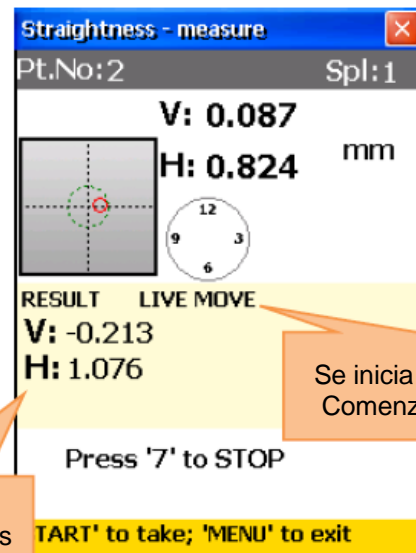 Straightness - measure
Pt.No:2 Spl:1
V: 0.087
mm
H: 0.824
12
9 3
6
RESULT LIVE MOVE
V: -0.213
H: 1.076
Se inicia
Comenz
Press '7' to STOP
s
TART' to take; 'MENU' to exit